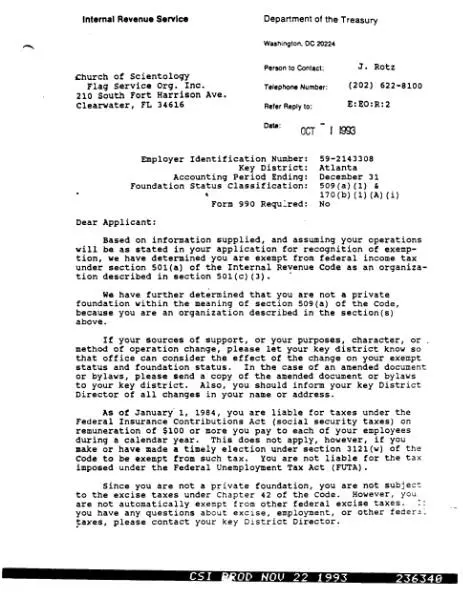 Internal Revenue Service
Department of the Treasury
Washington, DC 20224
Person to Contact: J. Rotz
Church of Scientology
Flag Service Org. Inc.
210 South Fort Harrison Ave.
Clearwater, FL 34616
Telephone Number: (202) 622-8100
Refer Reply to: E:EO:R:2
Date: OCT - 1 1993
Employer Identification Number: 59-2143308
Key District: Atlanta
Accounting Period Ending: December 31
Foundation Status Classification: 509(a)(1) &
170(b)(1)(A)(i)
Form 990 Required: No
Dear Applicant:
Based on information supplied, and assuming your operations
will be as stated in your application for recognition of exemp-
tion, we have determined you are exempt from federal income tax
under section 501(a) of the Internal Revenue Code as an organiza-
tion described in section 501(c)(3).
We have further determined that you are not a private
foundation within the meaning of section 509(a) of the Code,
because you are an organization described in the section(s)
above.
If your sources of support, or your purposes, character, or
method of operation change, please let your key district know so
that office can consider the effect of the change on your exempt
status and foundation status. In the case of an amended document
or bylaws, please send a copy of the amended document or bylaws
to your key district. Also, you should inform your key District
Director of all changes in your name or address.
As of January 1, 1984, you are liable for taxes under the
Federal Insurance Contributions Act (social security taxes) on
remuneration of $100 or more you pay to each of your employees
during a calendar year. This does not apply, however, if you
make or have made a timely election under section 3121(w) of the
Code to be exempt from such tax. You are not liable for the tax
imposed under the Federal Unemployment Tax Act (FUTA).
Since you are not a private foundation, you are not subject
to the excise taxes under Chapter 42 of the Code. However, you
are not automatically exempt from other federal excise taxes. If
you have any questions about excise, employment, or other federal
taxes, please contact your key District Director.
CSI PROD NOV 22 1993 236340